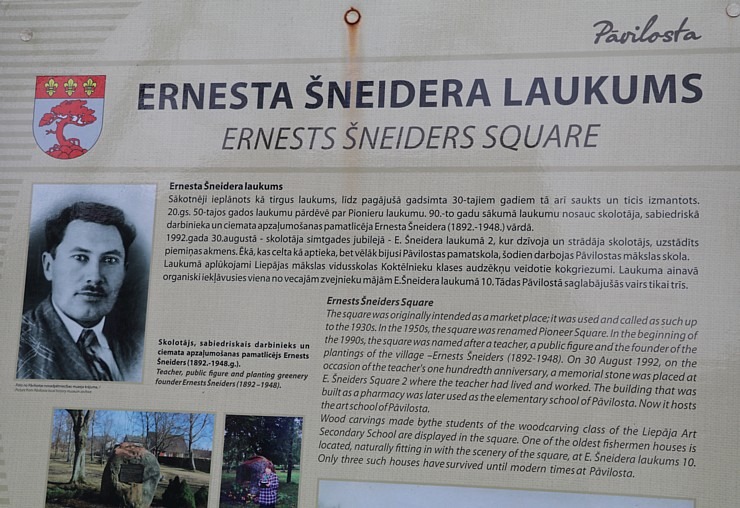 Pāvilosta
ERNESTA ŠNEIDERA LAUKUMS
ERNESTS ŠNEIDERS SQUARE
Ernesta Šneidera laukums
Sākotnēji ieplānots kā tirgus laukums, līdz pagājušā gadsimta 30-tajiem gadiem tā arī saukts un ticis izmantots.
20.gs. 50-tajos gados laukumu pārdēvē par Pionieru laukumu. 90.-to gadu sākumā laukumu nosauc skolotāja, sabiedriskā
darbinieka un ciemata apzaļumošanas pamatlicēja Ernesta Šneidera (1892.-1948.) vārdā.
1992.gada 30.augustā - skolotāja simtgades jubilejā - E. Šneidera laukumā 2, kur dzīvoja un strādāja skolotājs, uzstādīts
piemiņas akmens. Ēkā, kas celta kā aptieka, bet vēlāk bijusi Pāvilostas pamatskola, šodien darbojas Pāvilostas mākslas skola.
Laukumā aplūkojami Liepājas mākslas vidusskolas Koktēlnieku klases audzēkņu veidotie kokgriezumi. Laukuma ainavā
organiski iekļāvusies viena no vecajām zvejnieku mājām E.Šneidera laukumā 10. Tādas Pāvilostā saglabājušās vairs tikai trīs.
Ernests Šneiders Square
The square was originally intended as a market place; it was used and called as such up
to the 1930s. In the 1950s, the square was renamed Pioneer Square. In the beginning of
the 1990s, the square was named after a teacher, a public figure and the founder of the
plantings of the village –Ernests Šneiders (1892-1948). On 30 August 1992, on the
occasion of the teacher's one hundredth anniversary, a memorial stone was placed at
E. Šneiders Square 2 where the teacher had lived and worked. The building that was
built as a pharmacy was later used as the elementary school of Pāvilosta. Now it hosts
the art school of Pāvilosta.
Wood carvings made bythe students of the woodcarving class of the Liepāja Art
Secondary School are displayed in the square. One of the oldest fishermen houses is
located, naturally fitting in with the scenery of the square, at E. Šneiders laukums 10.
Only three such houses have survived until modern times at Pāvilosta.
Skolotājs, sabiedriskais darbinieks un
ciemata apzaļumošanas pamatlicējs Ernests
Šneiders (1892.-1948.g.).
Teacher, public figure and planting greenery
founder Ernests Šneiders (1892–1948).